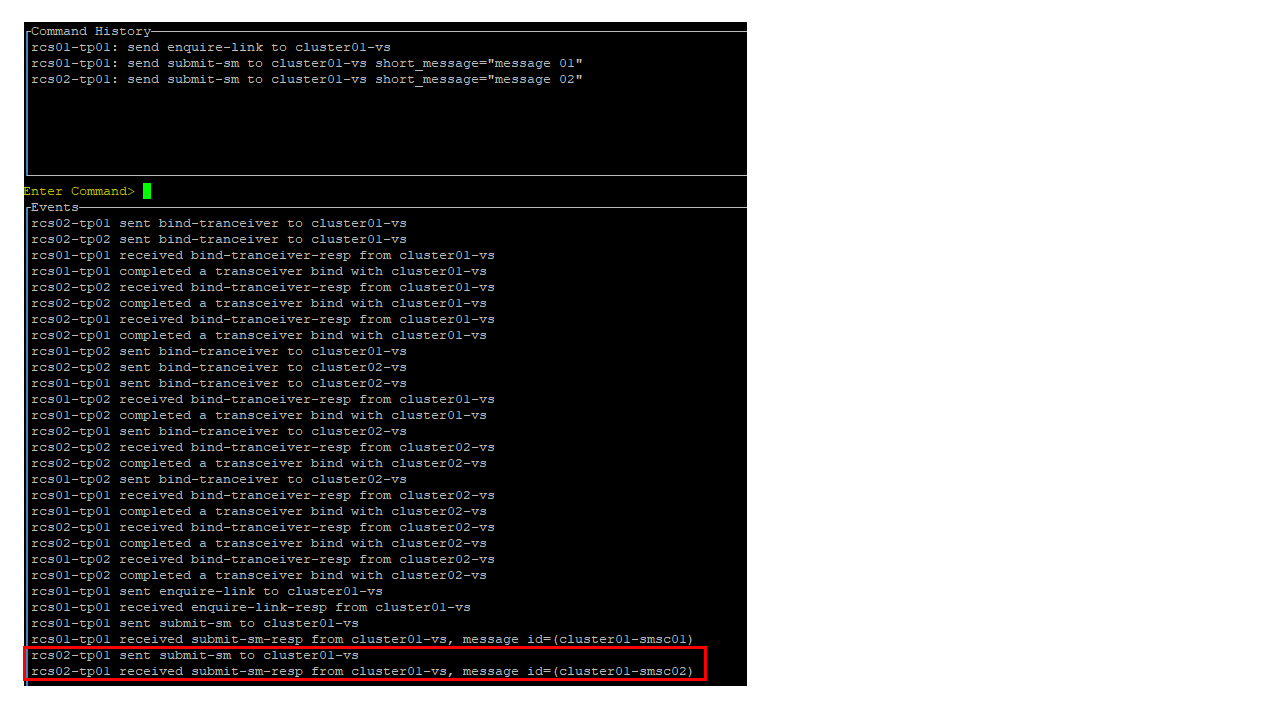 Command History
rcs01-tp01: send enquire-link to cluster01-vs
rcs01-tp01: send submit-sm to cluster01-vs short_message="message 01"
rcs02-tp01: send submit-sm to cluster01-vs short_message="message 02"
Enter Command>
Events
rcs02-tp01 sent bind-tranceiver to cluster01-vs
rcs02-tp02 sent bind-tranceiver to cluster01-vs
rcs01-tp01 received bind-tranceiver-resp from cluster01-vs
rcs01-tp01 completed a transceiver bind with cluster01-vs
rcs02-tp02 received bind-tranceiver-resp from cluster01-vs
rcs02-tp02 completed a transceiver bind with cluster01-vs
rcs02-tp01 received bind-tranceiver-resp from cluster01-vs
rcs02-tp01 completed a transceiver bind with cluster01-vs
rcs01-tp02 sent bind-tranceiver to cluster01-vs
rcs02-tp02 sent bind-tranceiver to cluster02-vs
rcs01-tp01 sent bind-tranceiver to cluster02-vs
rcs01-tp02 received bind-tranceiver-resp from cluster01-vs
rcs01-tp02 completed a transceiver bind with cluster01-vs
rcs02-tp01 sent bind-tranceiver to cluster02-vs
rcs02-tp02 received bind-tranceiver-resp from cluster02-vs
rcs02-tp02 completed a transceiver bind with cluster02-vs
rcs01-tp02 sent bind-tranceiver to cluster02-vs
rcs01-tp01 received bind-tranceiver-resp from cluster02-vs
rcs01-tp01 completed a transceiver bind with cluster02-vs
rcs02-tp01 received bind-tranceiver-resp from cluster02-vs
rcs02-tp01 completed a transceiver bind with cluster02-vs
rcs01-tp02 received bind-tranceiver-resp from cluster02-vs
rcs01-tp02 completed a transceiver bind with cluster02-vs
rcs01-tp01 sent enquire-link to cluster01-vs
rcs01-tp01 received enquire-link-resp from cluster01-vs
rcs01-tp01 sent submit-sm to cluster01-vs
rcs01-tp01 received submit-sm-resp from cluster01-vs, message id=(cluster01-smsc01)
rcs02-tp01 sent submit-sm to cluster01-vs
rcs02-tp01 received submit-sm-resp from cluster01-vs, message id=(cluster01-smsc02)